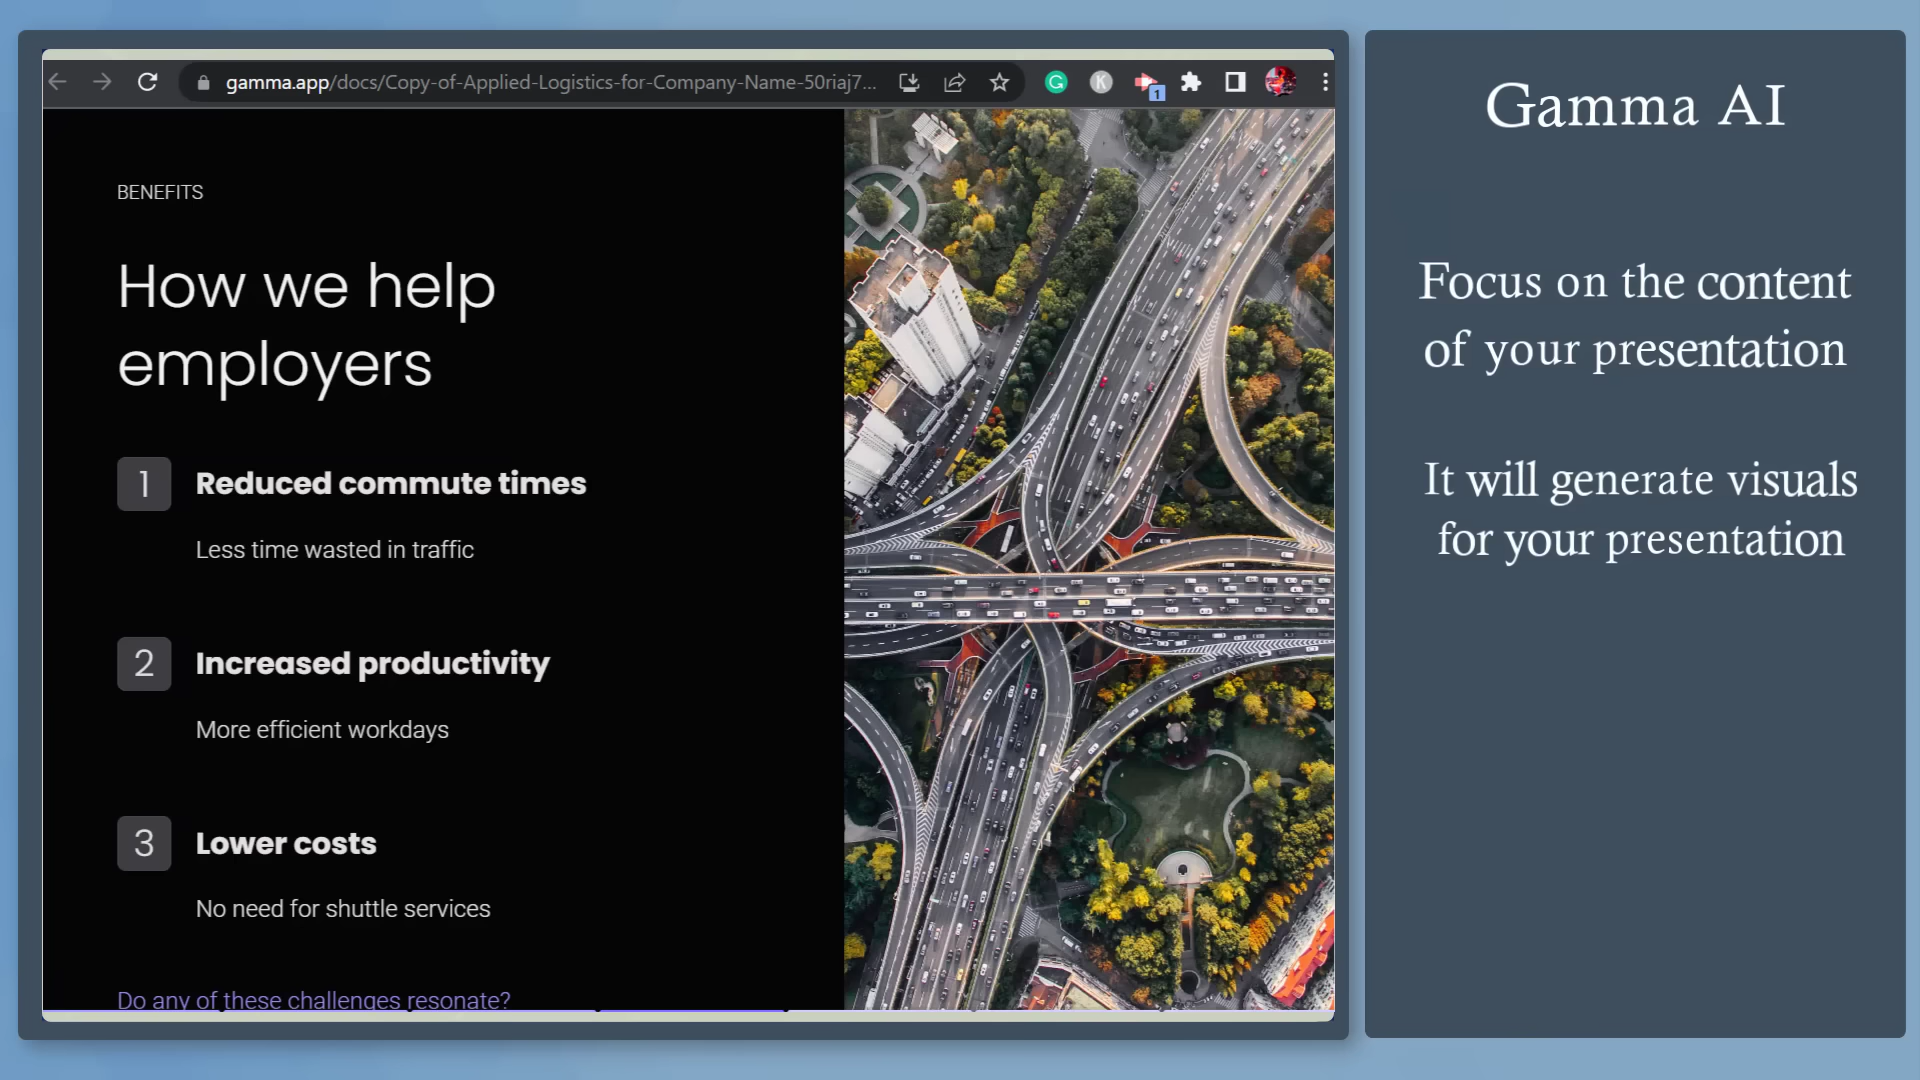 gamma.app/docs/Copy-of-Applied-Logistics-for-Company-Name-50riaj7...
G
K
1
BENEFITS
How we help
employers
1
Reduced commute times
Less time wasted in traffic
2
Increased productivity
More efficient workdays
3
Lower costs
No need for shuttle services
Do any of these challenges resonate?
Gamma AI
Focus on the content
of your presentation
It will generate visuals
for your presentation